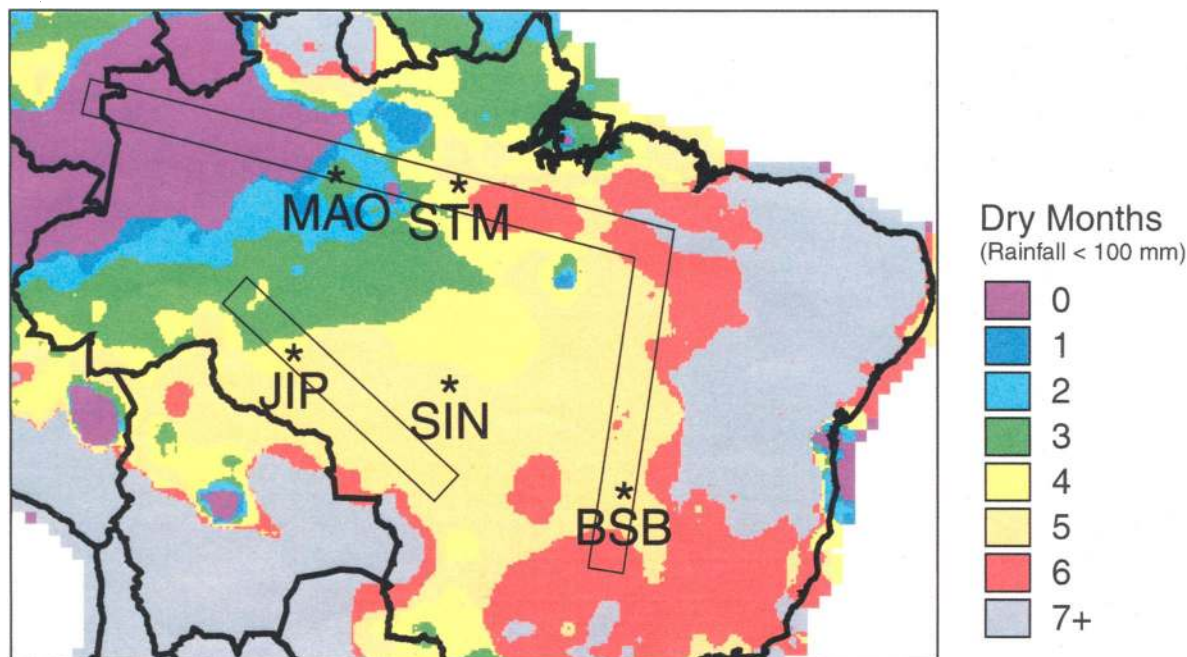 *
MAO
*
STM
*
JIP
*
SIN
*
BSB
Dry Months
(Rainfall < 100 mm)
0
1
2
3
4
5
6
7+